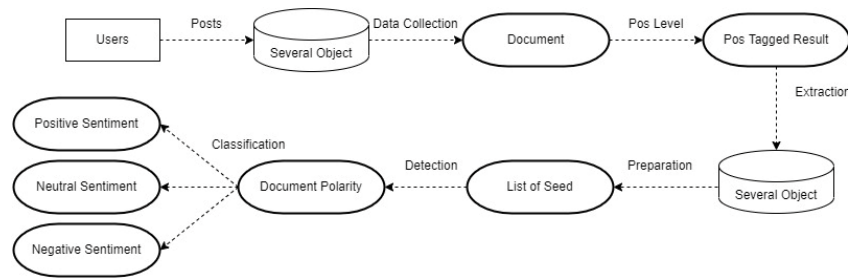 Users
Posts
Several Object
Data Collection
Document
Pos Level
Pos Tagged Result
Extraction
Several Object
Preparation
List of Seed
Detection
Document Polarity
Classification
Positive Sentiment
Neutral Sentiment
Negative Sentiment